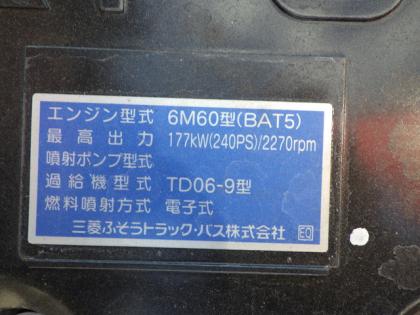 エンジン型式 6M60型(BAT5)
最高出力 177kW(240PS)/2270rpm
噴射ポンプ型式
過給機型式 TD06-9型
燃料噴射方式 電子式
三菱ふそうトラック・バス株式会社 EQ